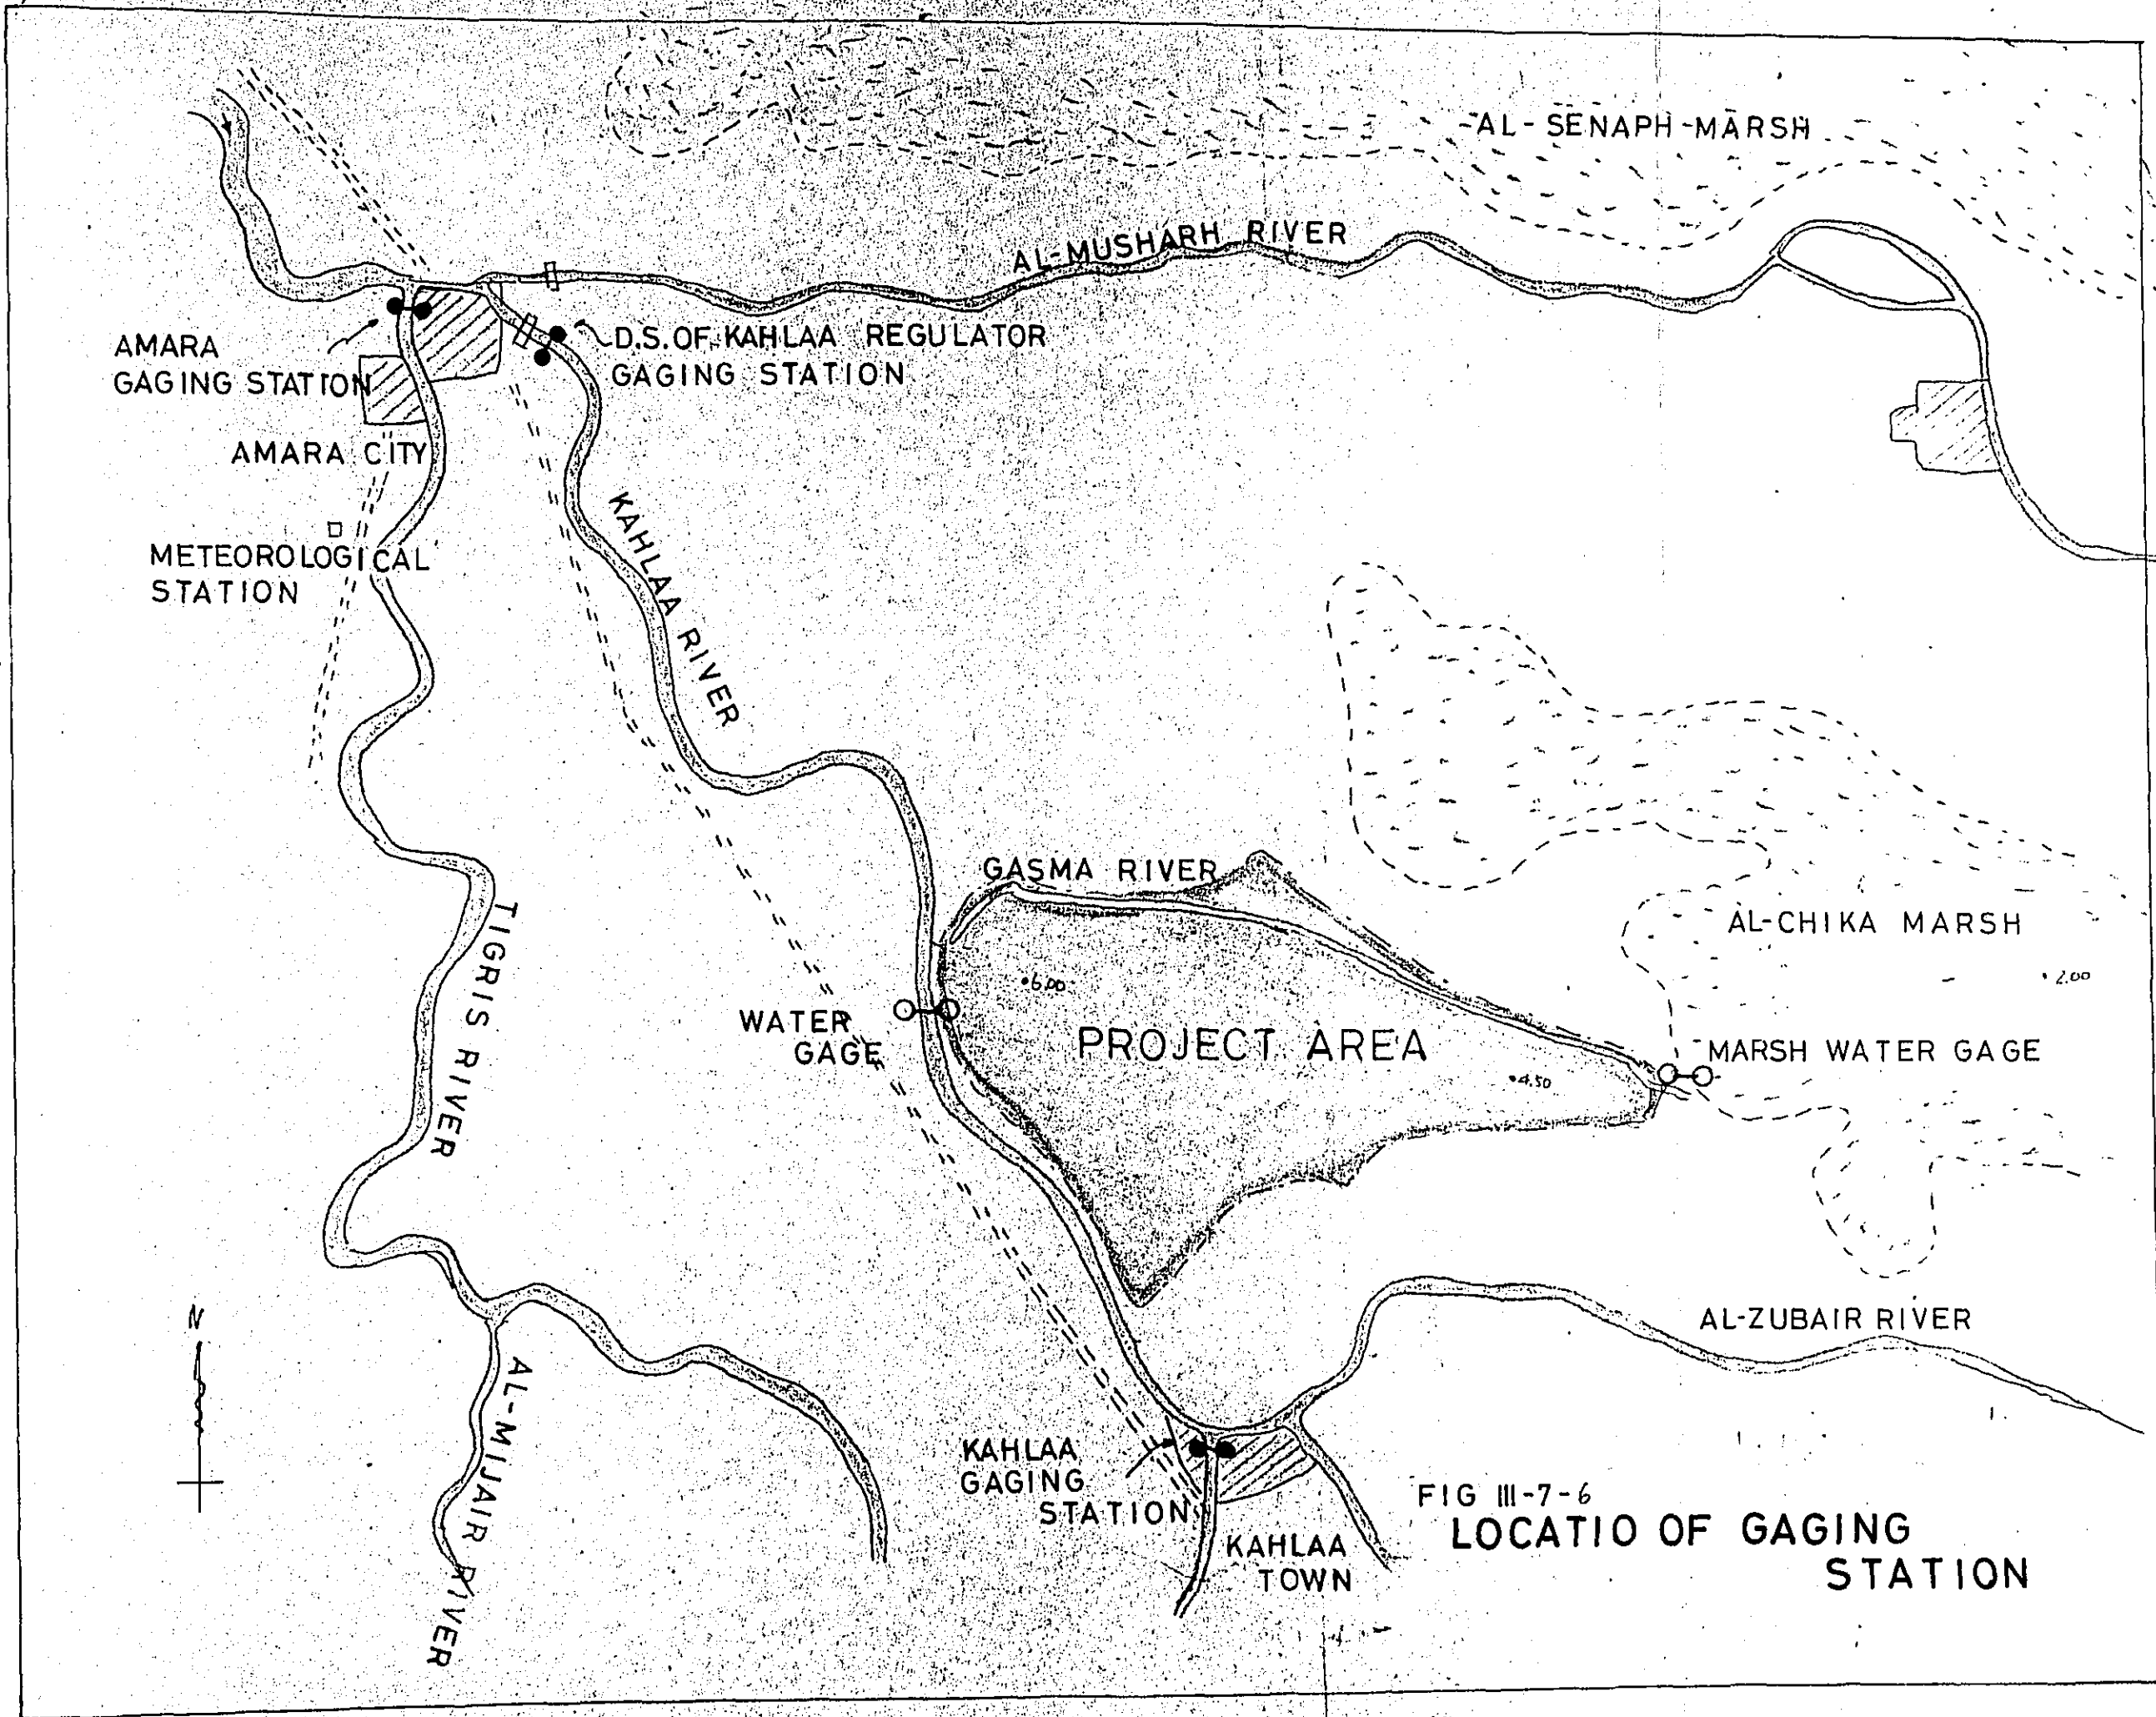 AL-SENAPH-MARSH
AL-MUSHARH RIVER
AMARA
GAGING STATION
D.S.OF KAHLAA REGULATOR
GAGING STATION
AMARA CITY
METEOROLOGICAL
STATION
KAHLAA RIVER
GASMA RIVER
TIGRIS RIVER
AL-CHIKA MARSH
•6.00
•2.00
WATER
GAGE
PROJECT AREA
•4.50
MARSH WATER GAGE
N
AL-ZUBAIR RIVER
AL-MIJAIR RIVER
KAHLAA
GAGING
STATION
KAHLAA
TOWN
FIG III-7-6
LOCATIO OF GAGING
STATION